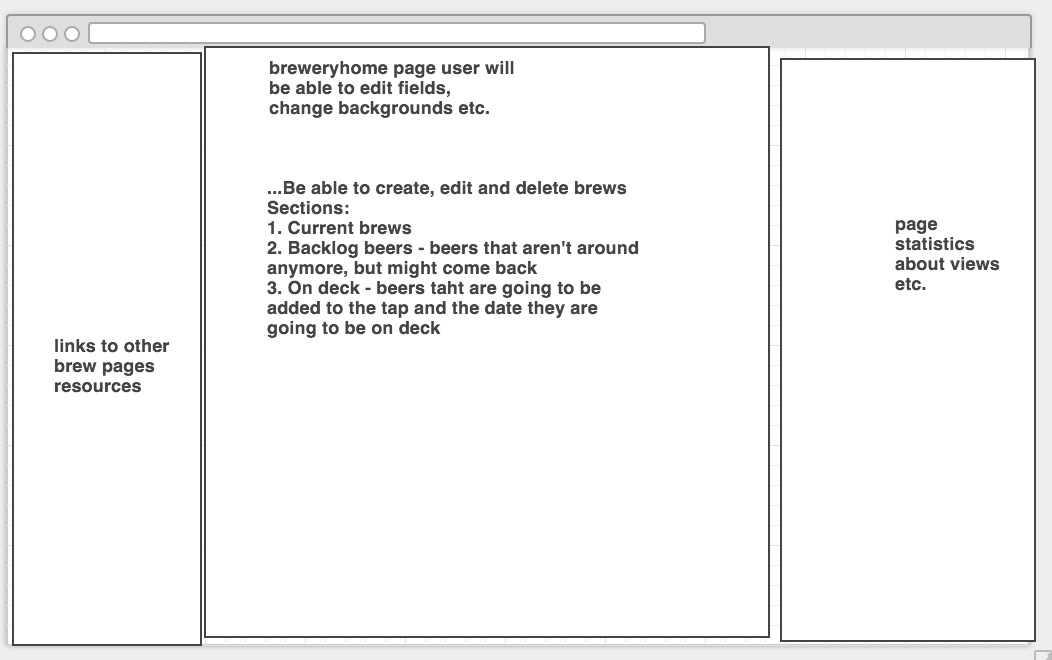 breweryhome page user will
be able to edit fields,
change backgrounds etc.
...Be able to create, edit and delete brews
Sections:
1. Current brews
2. Backlog beers - beers that aren't around
anymore, but might come back
3. On deck - beers taht are going to be
added to the tap and the date they are
going to be on deck
links to other
brew pages
resources
page
statistics
about views
etc.